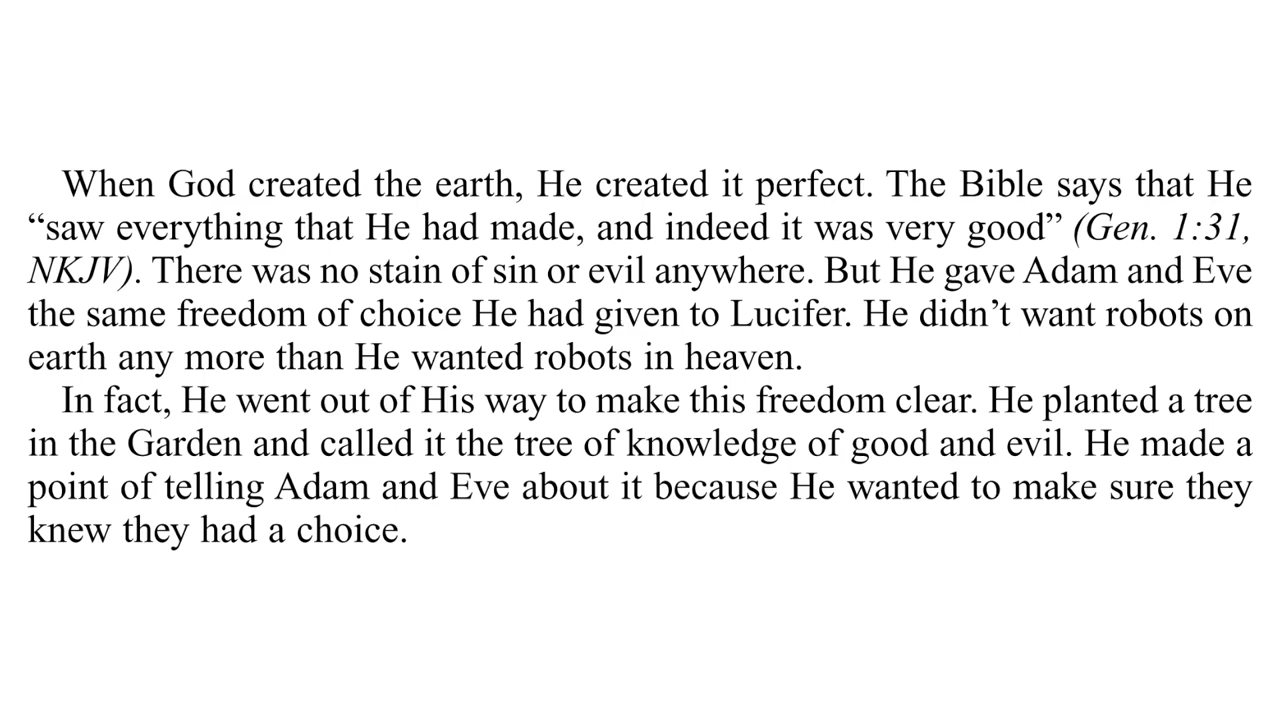 When God created the earth, He created it perfect. The Bible says that He
“saw everything that He had made, and indeed it was very good” (Gen. 1:31,
NKJV). There was no stain of sin or evil anywhere. But He gave Adam and Eve
the same freedom of choice He had given to Lucifer. He didn’t want robots on
earth any more than He wanted robots in heaven.
In fact, He went out of His way to make this freedom clear. He planted a tree
in the Garden and called it the tree of knowledge of good and evil. He made a
point of telling Adam and Eve about it because He wanted to make sure they
knew they had a choice.